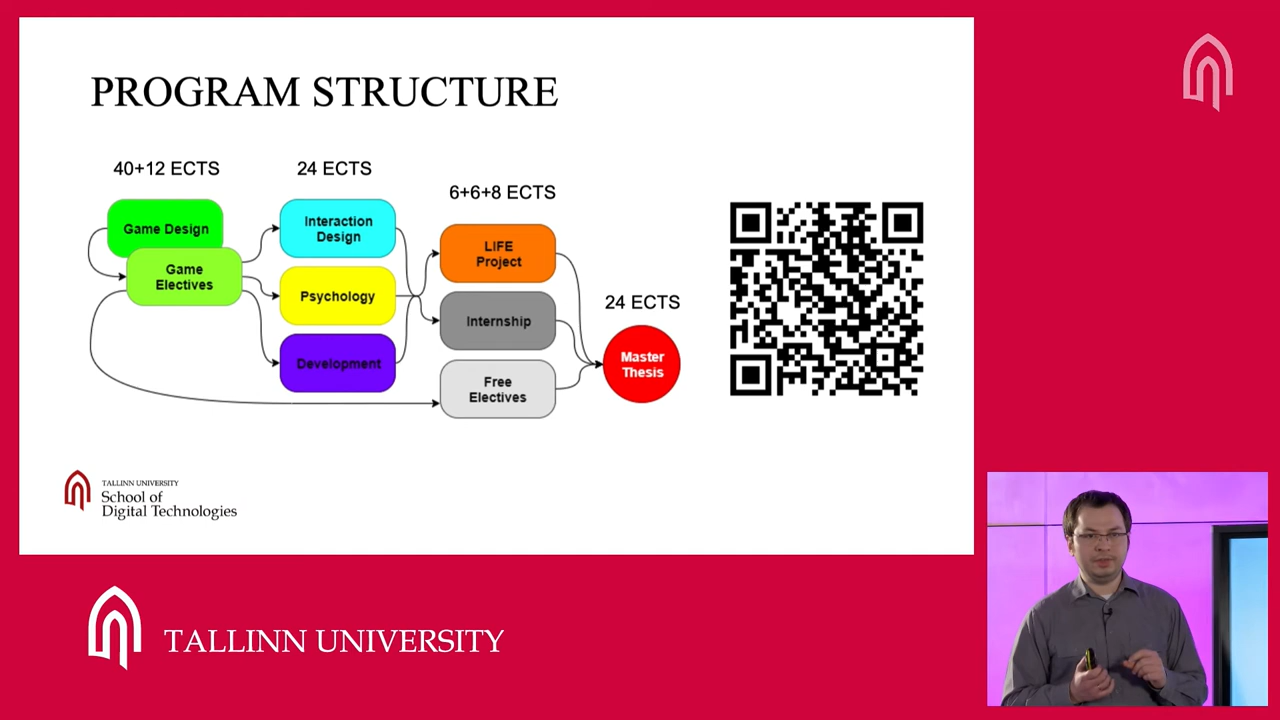 PROGRAM STRUCTURE
40+12 ECTS
24 ECTS
6+6+8 ECTS
Game Design
Game
Electives
Interaction
Design
Psychology
Development
LIFE
Project
Internship
Free
Electives
24 ECTS
Master
Thesis
TALLINN UNIVERSITY
School of
Digital Technologies
TALLINN UNIVERSITY